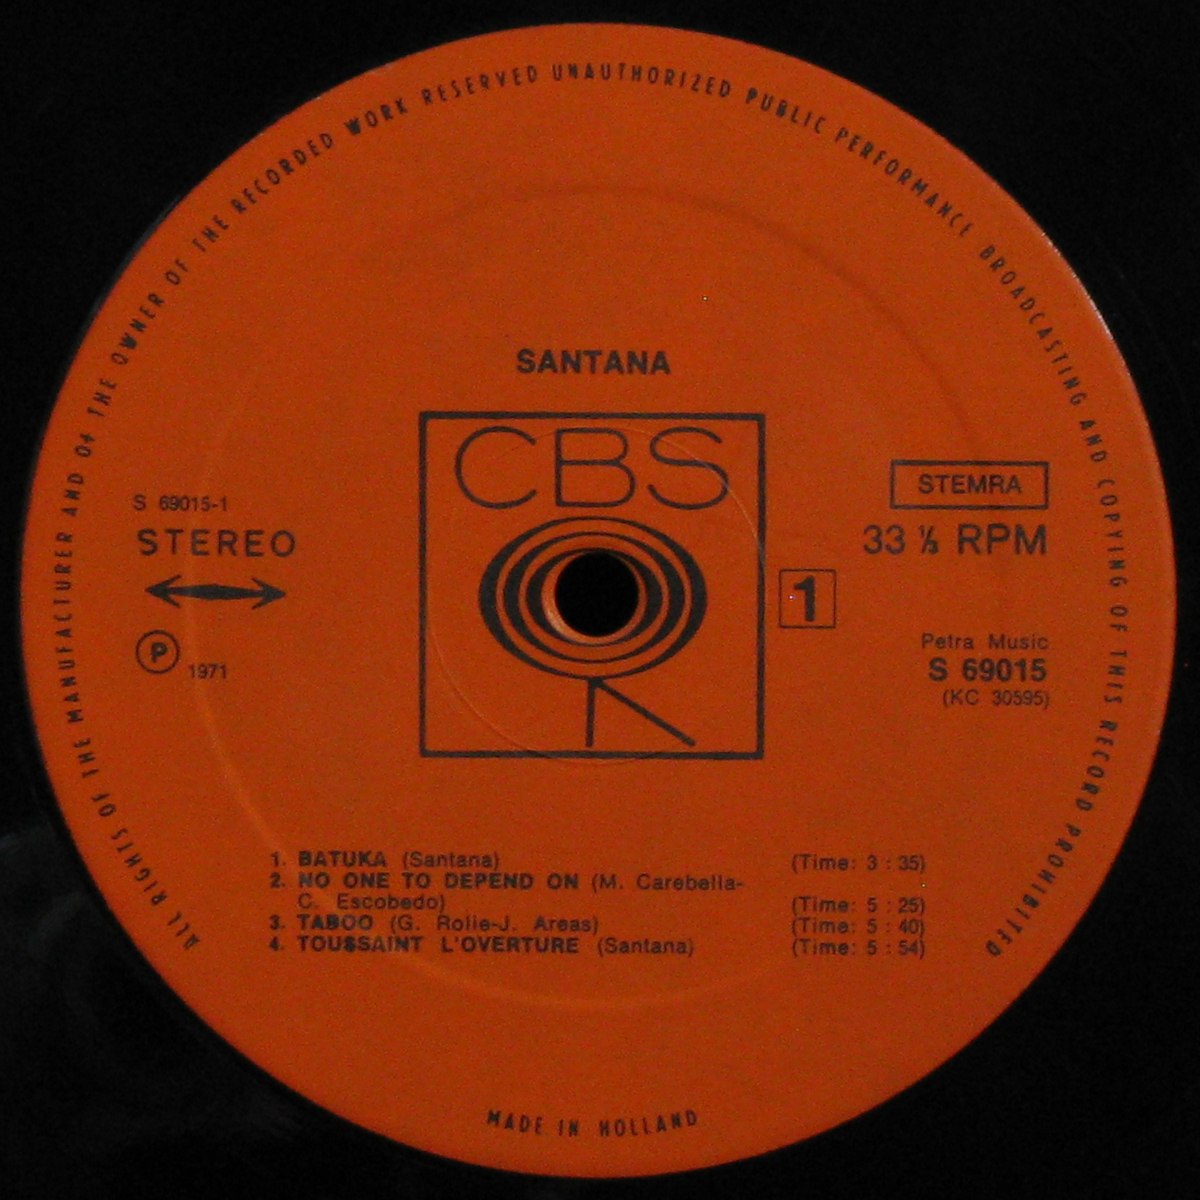 ALL RIGHTS OF THE MANUFACTURER AND OF THE OWNER OF THE RECORDED WORK RESERVED UNAUTHORIZED PUBLIC PERFORMANCE BROADCASTING AND COPYING OF THIS RECORD PROHIBITED
SANTANA
CBS
STEMRA
S 69015-1
STEREO
33 ⅓ RPM
1
Ⓟ 1971
Petra Music
S 69015
(KC 30595)
1. BATUKA (Santana) (Time: 3 : 35)
2. NO ONE TO DEPEND ON (M. Carebella-
C. Escobedo) (Time: 5 : 25)
3. TABOO (G. Rolie-J. Areas) (Time: 5 : 40)
4. TOUSSAINT L'OVERTURE (Santana) (Time: 5 : 54)
MADE IN HOLLAND